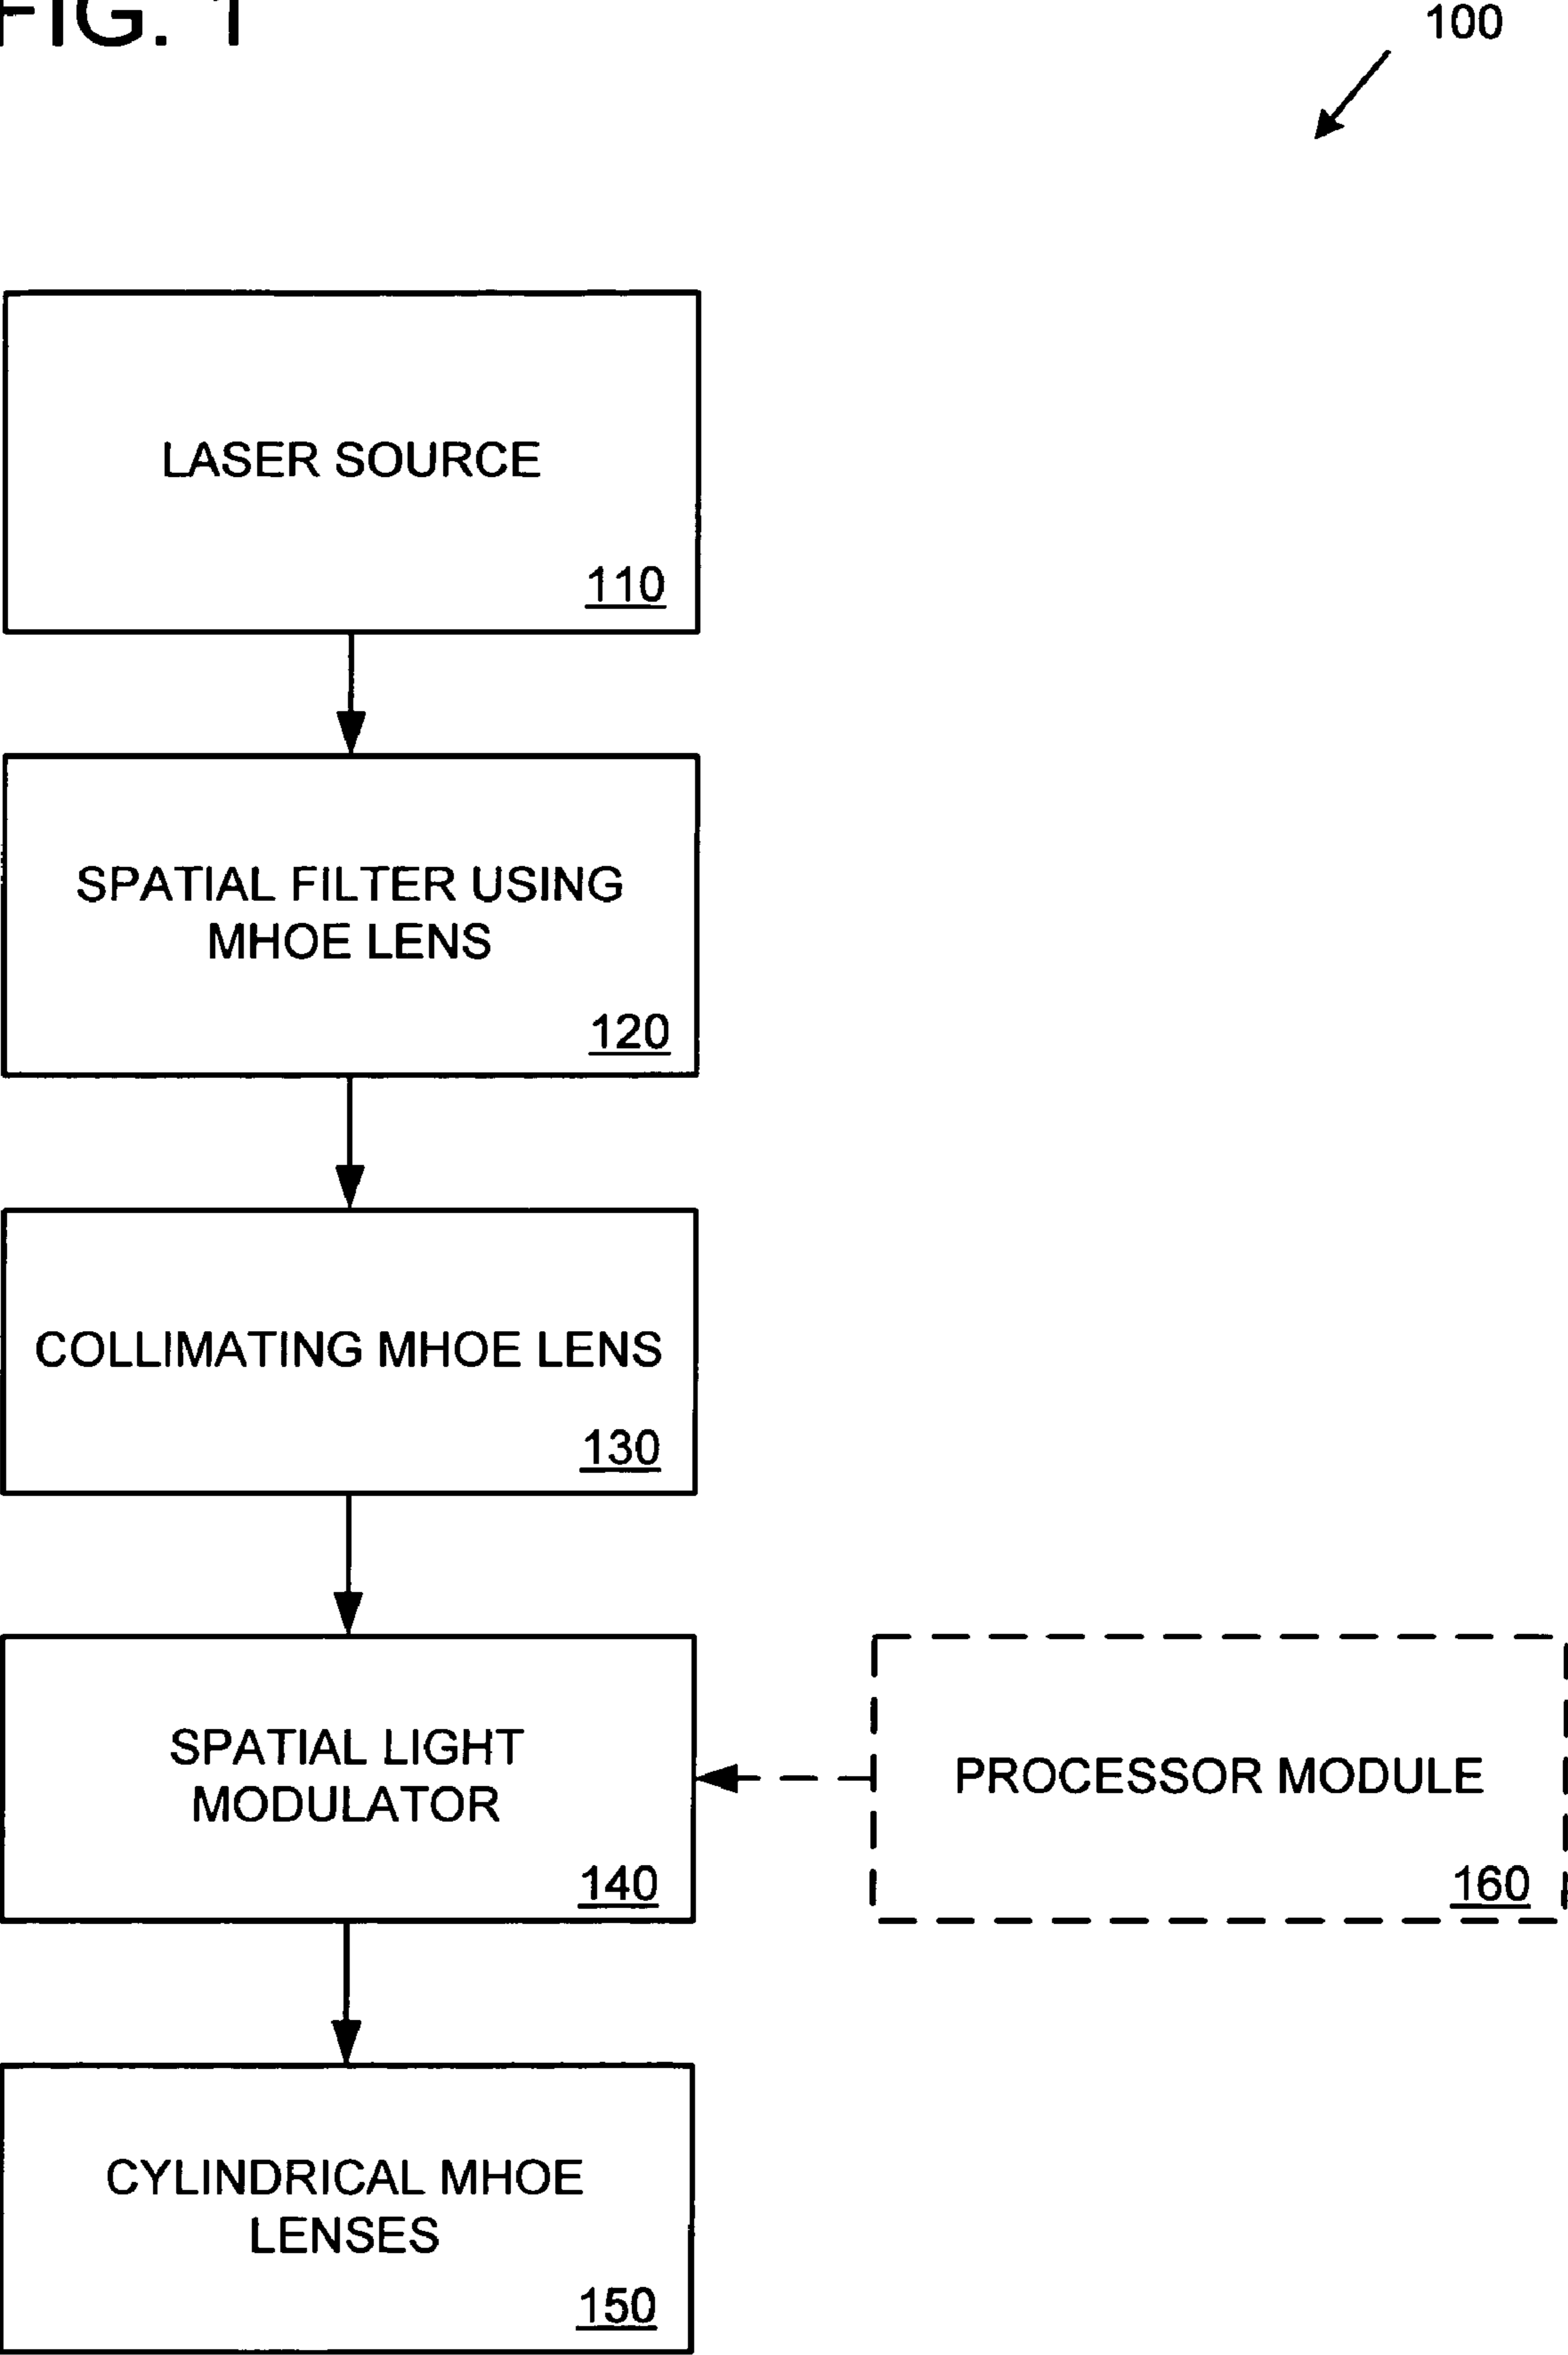 FIG. 1
100
LASER SOURCE
110
SPATIAL FILTER USING
MHOE LENS
120
COLLIMATING MHOE LENS
130
SPATIAL LIGHT
MODULATOR
140
PROCESSOR MODULE
160
CYLINDRICAL MHOE
LENSES
150